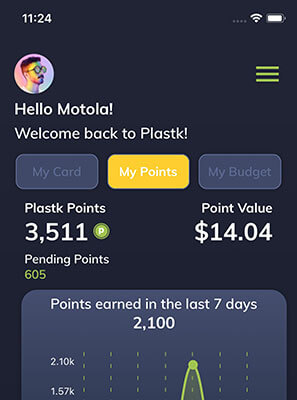 11:24
Hello Motola!
Welcome back to Plastk!
My Card My Points My Budget
Plastk Points Point Value
3,511 P $14.04
Pending Points
605
Points earned in the last 7 days
2,100
2.10k
1.57k